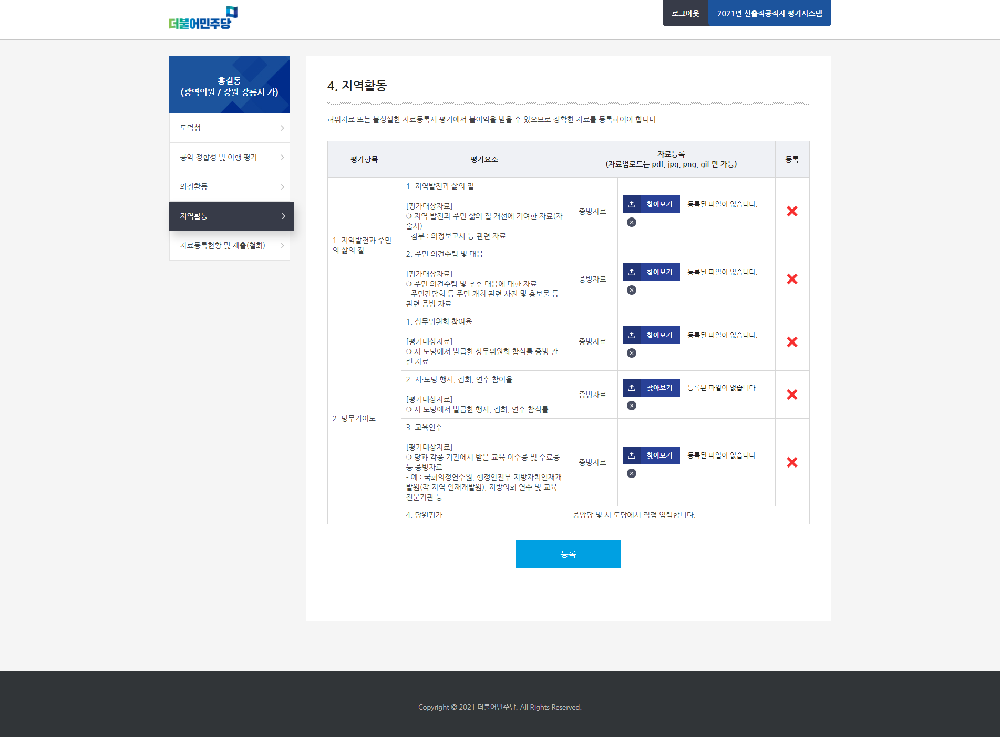 더불어민주당
로그아웃
2021년 선출직공직자 평가시스템
홍길동
(광역의원 / 강원 강릉시 가)
도덕성
공약 정합성 및 이행 평가
의정활동
지역활동
자료등록현황 및 제출(철회)
4. 지역활동
허위자료 또는 불성실한 자료등록시 평가에서 불이익을 받을 수 있으므로 정확한 자료를 등록하여야 합니다.
평가항목
평가요소
자료등록
(자료업로드는 pdf, jpg, png, gif 만 가능)
등록
1. 지역발전과 주민
의 삶의 질
1. 지역발전과 삶의 질
[평가대상자료]
❍ 지역 발전과 주민 삶의 질 개선에 기여한 자료(자
술서)
- 첨부 : 의정보고서 등 관련 자료
증빙자료
찾아보기
등록된 파일이 없습니다.
2. 주민 의견수렴 및 대응
[평가대상자료]
❍ 주민 의견수렴 및 추후 대응에 대한 자료
- 주민간담회 등 주민 개최 관련 사진 및 홍보물 등
관련 증빙 자료
증빙자료
찾아보기
등록된 파일이 없습니다.
2. 당무기여도
1. 상무위원회 참여율
[평가대상자료]
❍ 시 도당에서 발급한 상무위원회 참석률 증빙 관
련 자료
증빙자료
찾아보기
등록된 파일이 없습니다.
2. 시·도당 행사, 집회, 연수 참여율
[평가대상자료]
❍ 시 도당에서 발급한 행사, 집회, 연수 참석률
증빙자료
찾아보기
등록된 파일이 없습니다.
3. 교육연수
[평가대상자료]
❍ 당과 각종 기관에서 받은 교육 이수증 및 수료증
등 증빙자료
- 예 : 국회의정연수원, 행정안전부 지방자치인재개
발원(각 지역 인재개발원), 지방의회 연수 및 교육
전문기관 등
증빙자료
찾아보기
등록된 파일이 없습니다.
4. 당원평가
중앙당 및 시·도당에서 직접 입력합니다.
등록
Copyright © 2021 더불어민주당. All Rights Reserved.